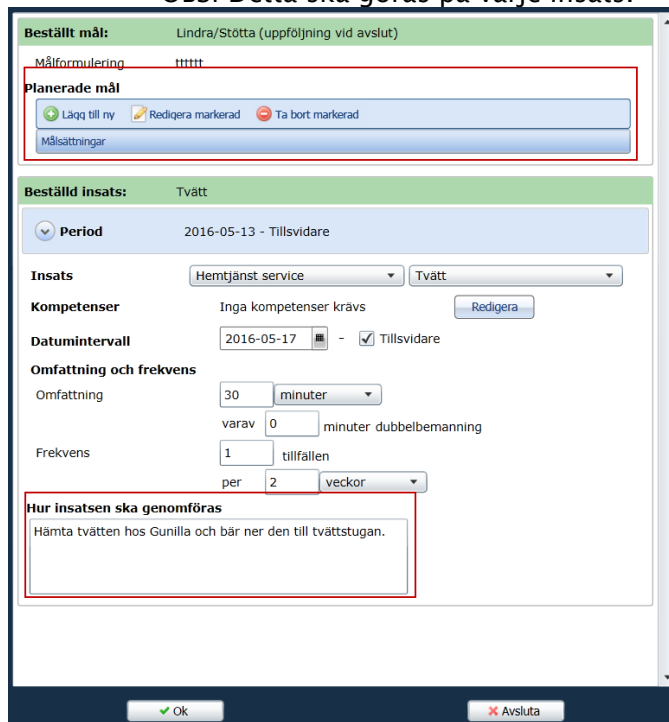 OBS! Detta ska göras på varje insats.
Beställt mål: Lindra/Stötta (uppföljning vid avslut)
Målformulering tttttt
Planerade mål
Lägg till ny Redigera markerad Ta bort markerad
Målsättningar
Beställd insats: Tvätt
Period 2016-05-13 - Tillsvidare
Insats Hemtjänst service Tvätt
Kompetenser Inga kompetenser krävs Redigera
Datumintervall 2016-05-17 - Tillsvidare
Omfattning och frekvens
Omfattning 30 minuter
varav 0 minuter dubbelbemanning
Frekvens 1 tillfällen
per 2 veckor
Hur insatsen ska genomföras
Hämta tvätten hos Gunilla och bär ner den till tvättstugan.
Ok Avsluta